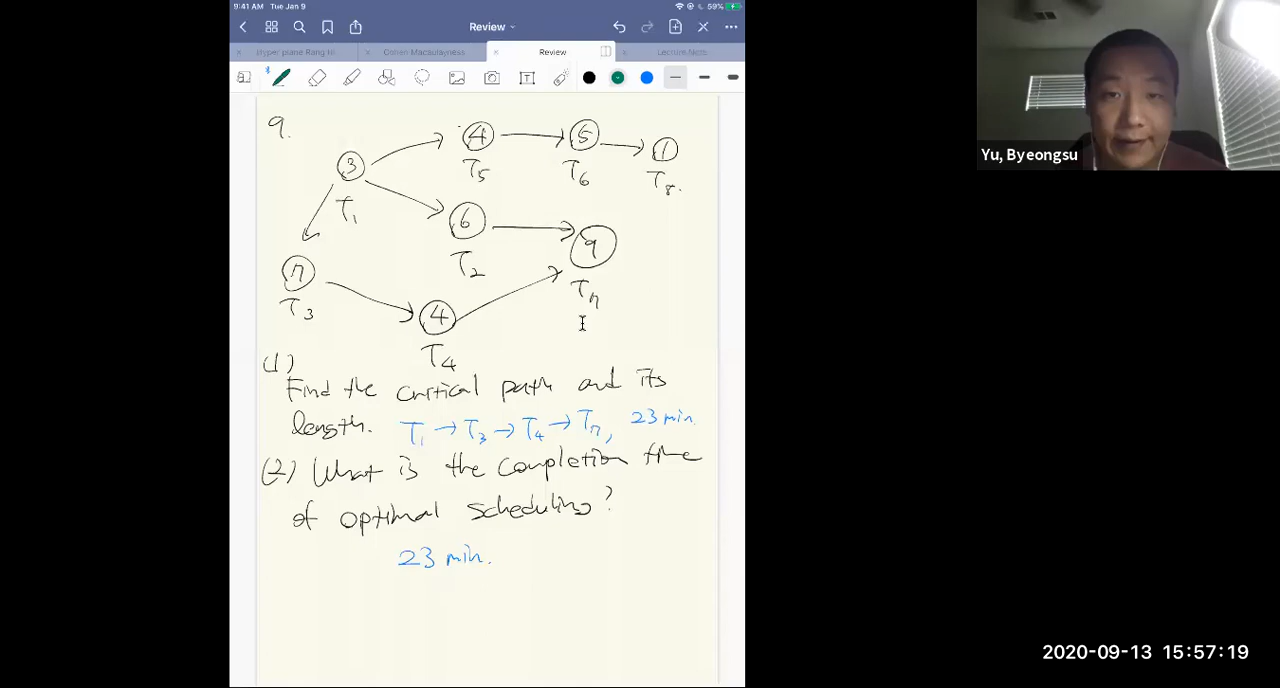 9:41 AM Tue Jan 9
59%
Review
Review
Lecture Note
Yu, Byeongsu
9.
3
T1
4
T5
5
T6
1
T8.
6
T2
9
T7
7
T3
4
T4
(1)
Find the critical path and its
length. T1 → T3 → T4 → T7, 23 min.
(2) What is the completion time
of optimal scheduling?
23 min.
2020-09-13 15:57:19